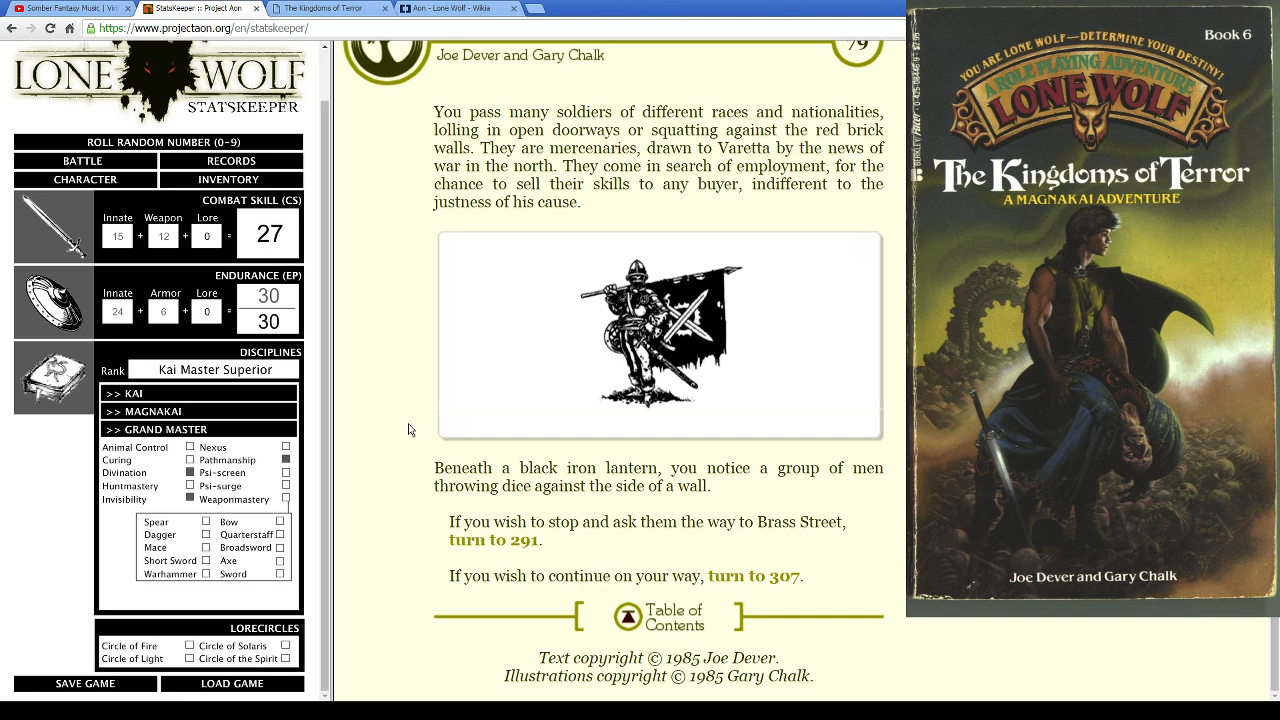 Somber Fantasy Music | Virt
StatsKeeper :: Project Aon
The Kingdoms of Terror
Aon - Lone Wolf - Wikia
https://www.projectaon.org/en/statskeeper/
LONE WOLF
STATSKEEPER
ROLL RANDOM NUMBER (0-9)
BATTLE RECORDS
CHARACTER INVENTORY
COMBAT SKILL (CS)
Innate Weapon Lore
15 + 12 + 0 = 27
ENDURANCE (EP)
Innate Armor Lore 30
24 + 6 + 0 = 30
DISCIPLINES
Rank Kai Master Superior
>> KAI
>> MAGNAKAI
>> GRAND MASTER
Animal Control Nexus
Curing Pathmanship
Divination Psi-screen
Huntmastery Psi-surge
Invisibility Weaponmastery
Spear Bow
Dagger Quarterstaff
Mace Broadsword
Short Sword Axe
Warhammer Sword
LORECIRCLES
Circle of Fire Circle of Solaris
Circle of Light Circle of the Spirit
SAVE GAME LOAD GAME
Joe Dever and Gary Chalk
79
You pass many soldiers of different races and nationalities,
lolling in open doorways or squatting against the red brick
walls. They are mercenaries, drawn to Varetta by the news of
war in the north. They come in search of employment, for the
chance to sell their skills to any buyer, indifferent to the
justness of his cause.
Beneath a black iron lantern, you notice a group of men
throwing dice against the side of a wall.
If you wish to stop and ask them the way to Brass Street,
turn to 291.
If you wish to continue on your way, turn to 307.
Table of
Contents
Text copyright © 1985 Joe Dever.
Illustrations copyright © 1985 Gary Chalk.
Book 6
YOU ARE LONE WOLF—DETERMINE YOUR DESTINY!
A ROLE PLAYING ADVENTURE
LONE WOLF
The Kingdoms of Terror
A MAGNAKAI ADVENTURE
Joe Dever and Gary Chalk